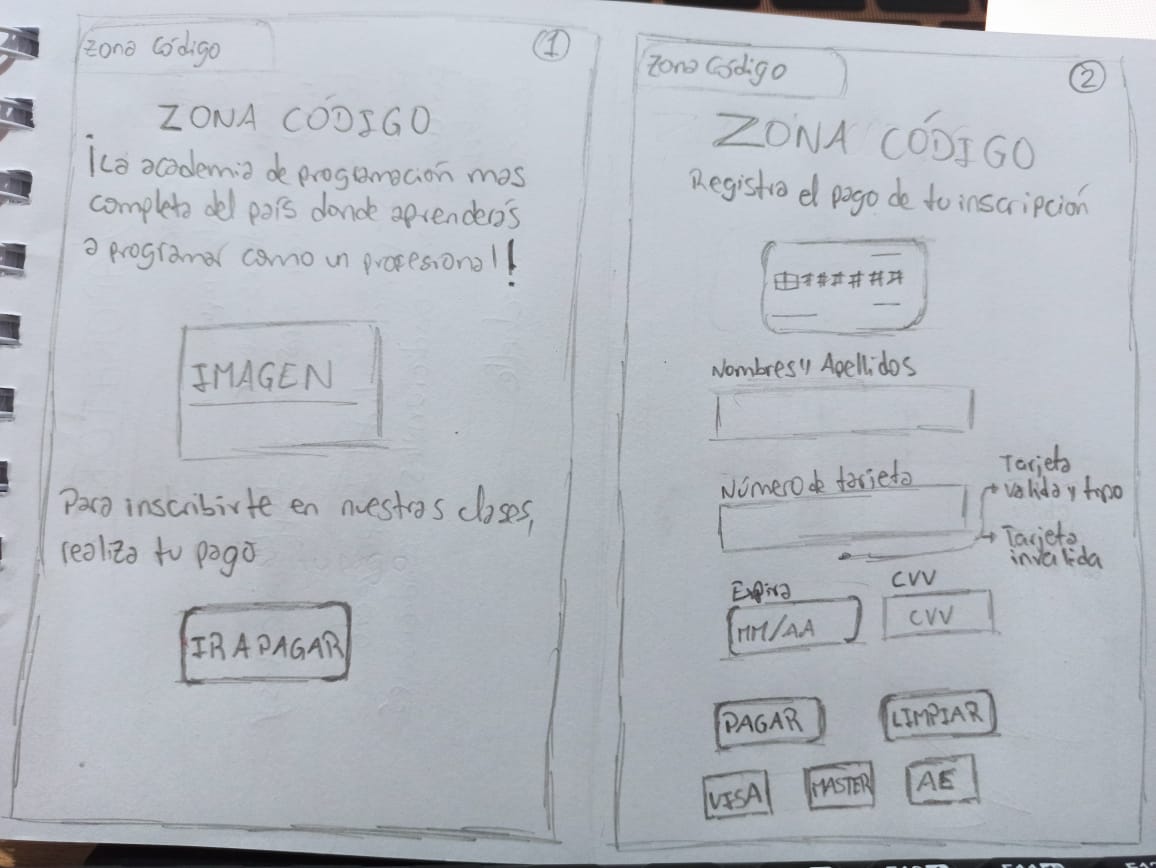 Zona Código
1
ZONA CÓDIGO
¡La academia de programación mas
completa del país donde aprenderás
a programar como un profesional!
IMAGEN
Para inscribirte en nuestras clases,
realiza tu pago
IR A PAGAR
Zona Código
2
ZONA CÓDIGO
Registra el pago de tu inscripción
######
Nombres y Apellidos
Número de tarjeta
Tarjeta
valida y tipo
Tarjeta
invalida
Expira
CVV
MM/AA
CVV
PAGAR
LIMPIAR
VISA
MASTER
AE